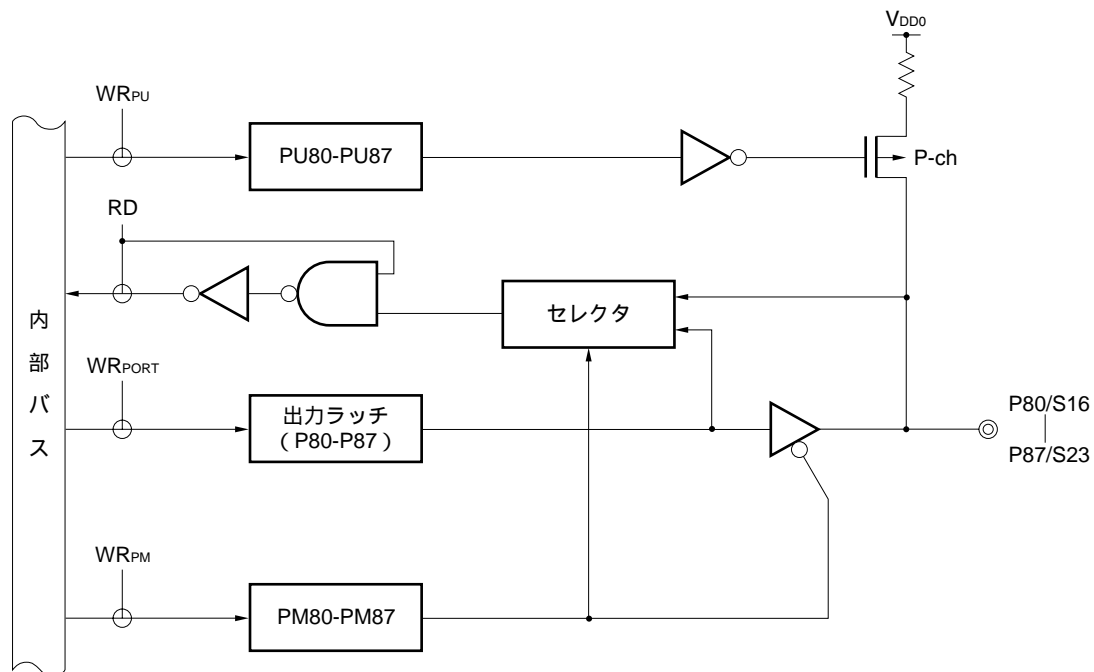 VDD0
WRPU
PU80-PU87
P-ch
RD
セレクタ
内部バス
WRPORT
出力ラッチ
(P80-P87)
P80/S16
P87/S23
WRPM
PM80-PM87